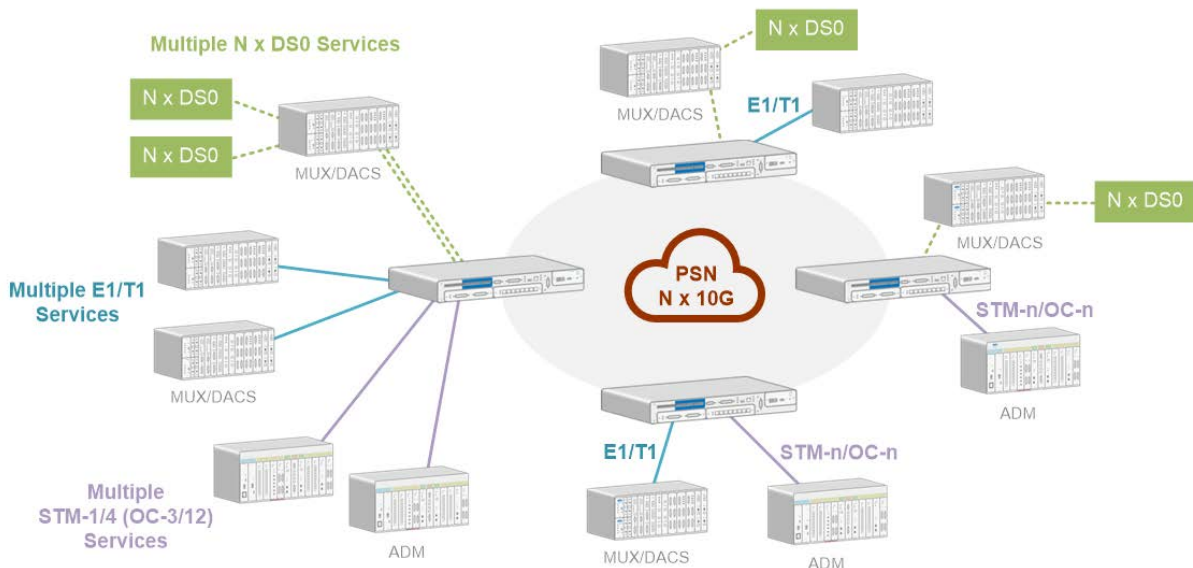 Multiple N x DS0 Services
N x DS0
N x DS0
MUX/DACS
N x DS0
MUX/DACS
E1/T1
N x DS0
MUX/DACS
PSN
N x 10G
Multiple E1/T1
Services
MUX/DACS
STM-n/OC-n
ADM
Multiple
STM-1/4 (OC-3/12)
Services
ADM
E1/T1
STM-n/OC-n
MUX/DACS
ADM